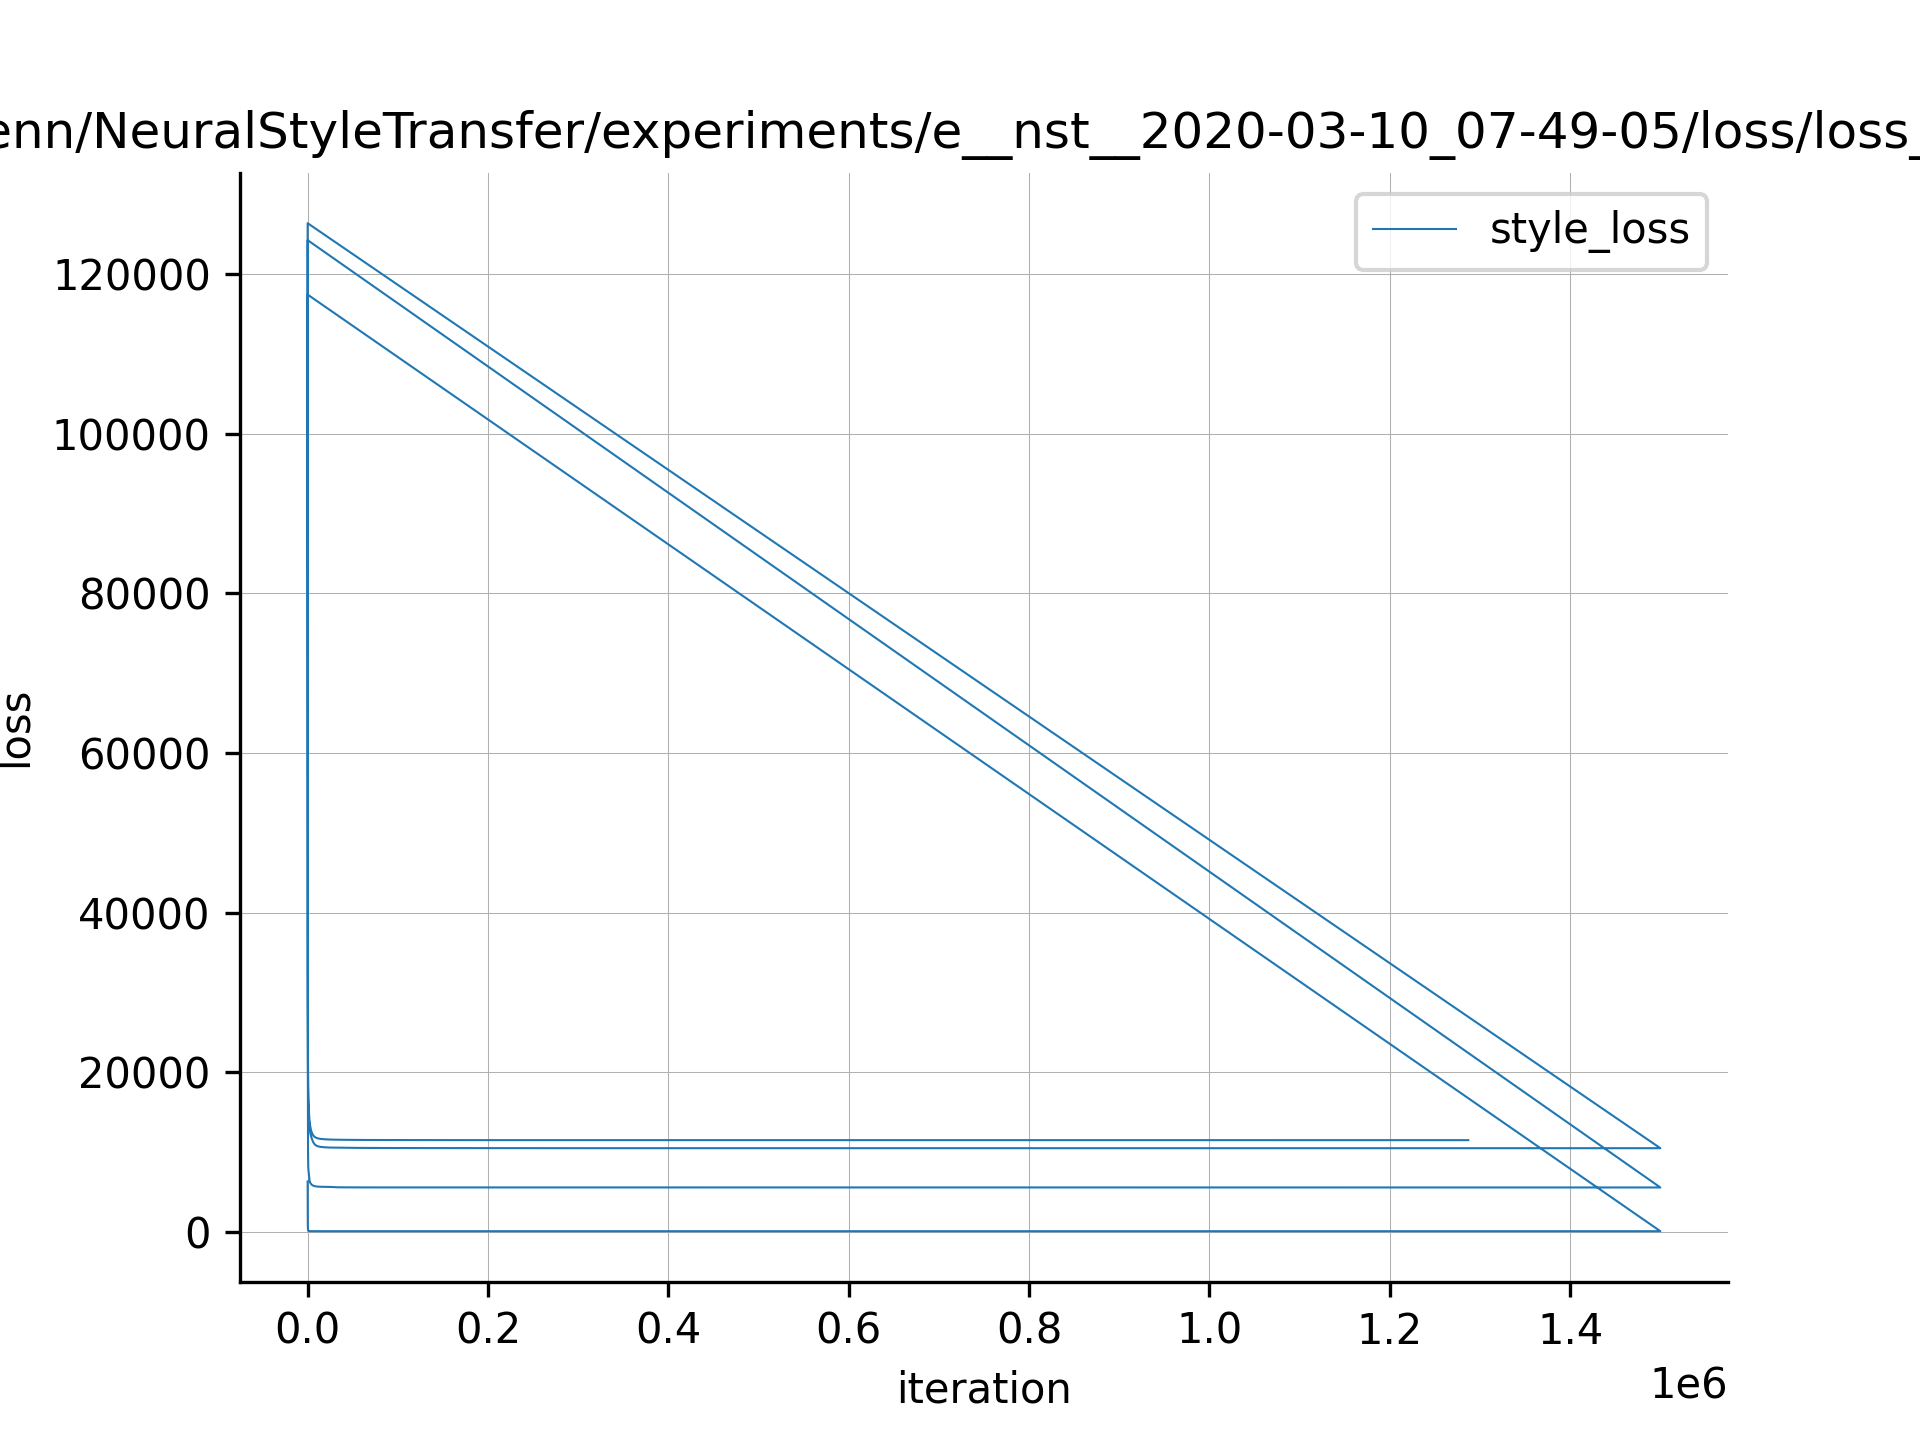 enn/NeuralStyleTransfer/experiments/e__nst__2020-03-10_07-49-05/loss/loss_
style_loss
120000
100000
80000
60000
40000
20000
0
loss
0.0 0.2 0.4 0.6 0.8 1.0 1.2 1.4
1e6
iteration